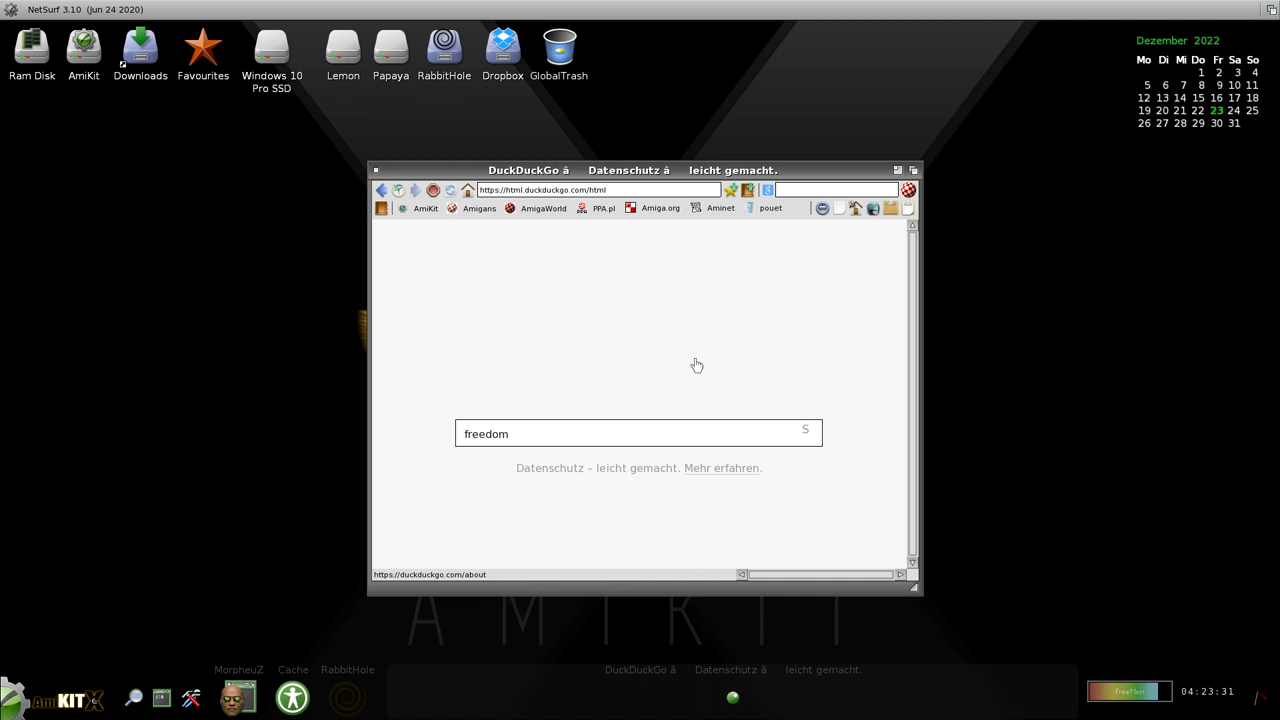 NetSurf 3.10 (Jun 24 2020)
Ram Disk
AmiKit
Downloads
Favourites
Windows 10
Pro SSD
Lemon
Papaya
RabbitHole
Dropbox
GlobalTrash
Dezember 2022
Mo Di Mi Do Fr Sa So
1 2 3 4
5 6 7 8 9 10 11
12 13 14 15 16 17 18
19 20 21 22 23 24 25
26 27 28 29 30 31
DuckDuckGo â Datenschutz â leicht gemacht.
https://html.duckduckgo.com/html
AmiKit Amigans AmigaWorld PPA.pl Amiga.org Aminet pouet
freedom S
Datenschutz – leicht gemacht. Mehr erfahren.
https://duckduckgo.com/about
AMIKIT
MorpheuZ Cache RabbitHole DuckDuckGo â Datenschutz â leicht gemacht.
AmiKIT X
FreeMem
04:23:31